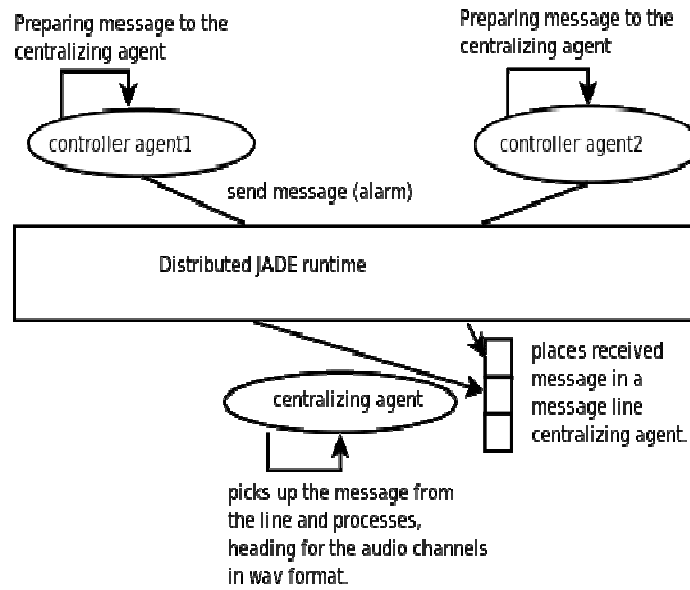 Preparing message to the
centralizing agent
Preparing message to the
centralizing agent
controller agent1
controller agent2
send message (alarm)
Distributed JADE runtime
places received
message in a
message line
centralizing agent.
centralizing agent
picks up the message from
the line and processes,
heading for the audio channels
in wav format.